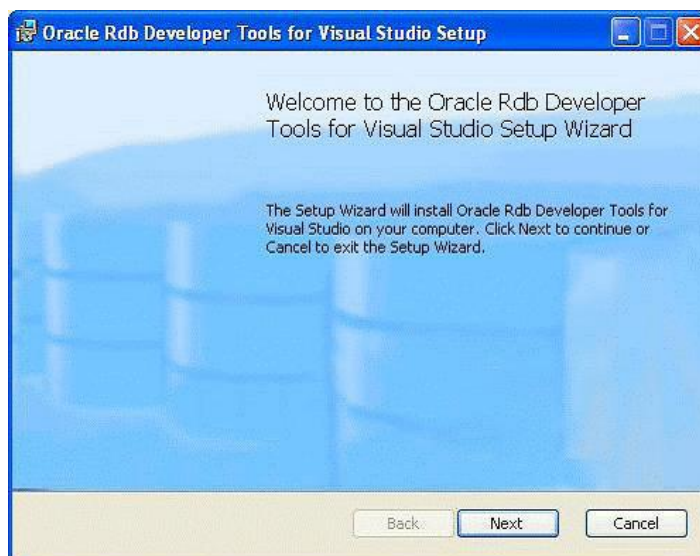 Oracle Rdb Developer Tools for Visual Studio Setup
Welcome to the Oracle Rdb Developer
Tools for Visual Studio Setup Wizard
The Setup Wizard will install Oracle Rdb Developer Tools for
Visual Studio on your computer. Click Next to continue or
Cancel to exit the Setup Wizard.
Back
Next
Cancel